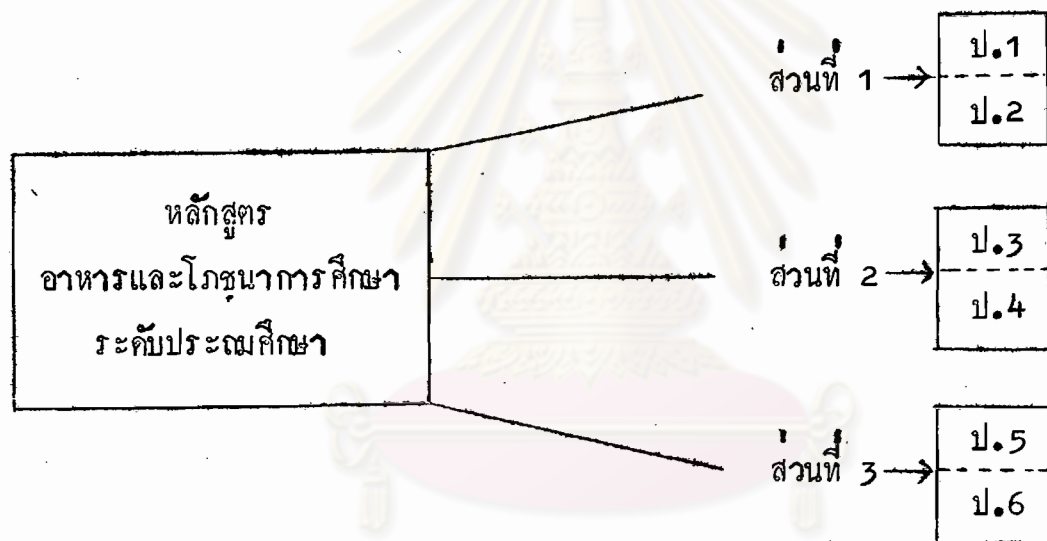 หลักสูตร
อาหารและโภชนาการศึกษา
ระดับประถมศึกษา
ส่วนที่ 1 →
ป.1
ป.2
ส่วนที่ 2 →
ป.3
ป.4
ส่วนที่ 3 →
ป.5
ป.6